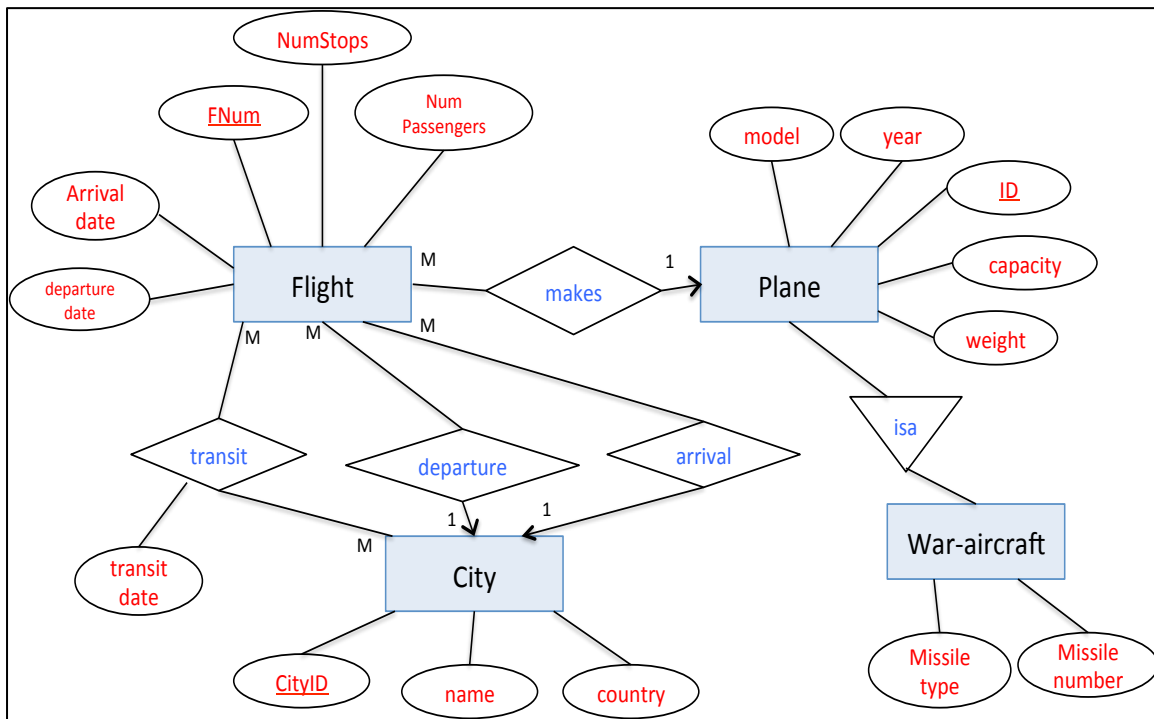 NumStops
FNum
Num
Passengers
model
year
ID
Arrival
date
departure
date
Flight
M
makes
1
Plane
capacity
weight
M
M
M
isa
transit
departure
arrival
1
1
M
transit
date
City
War-aircraft
CityID
name
country
Missile
type
Missile
number